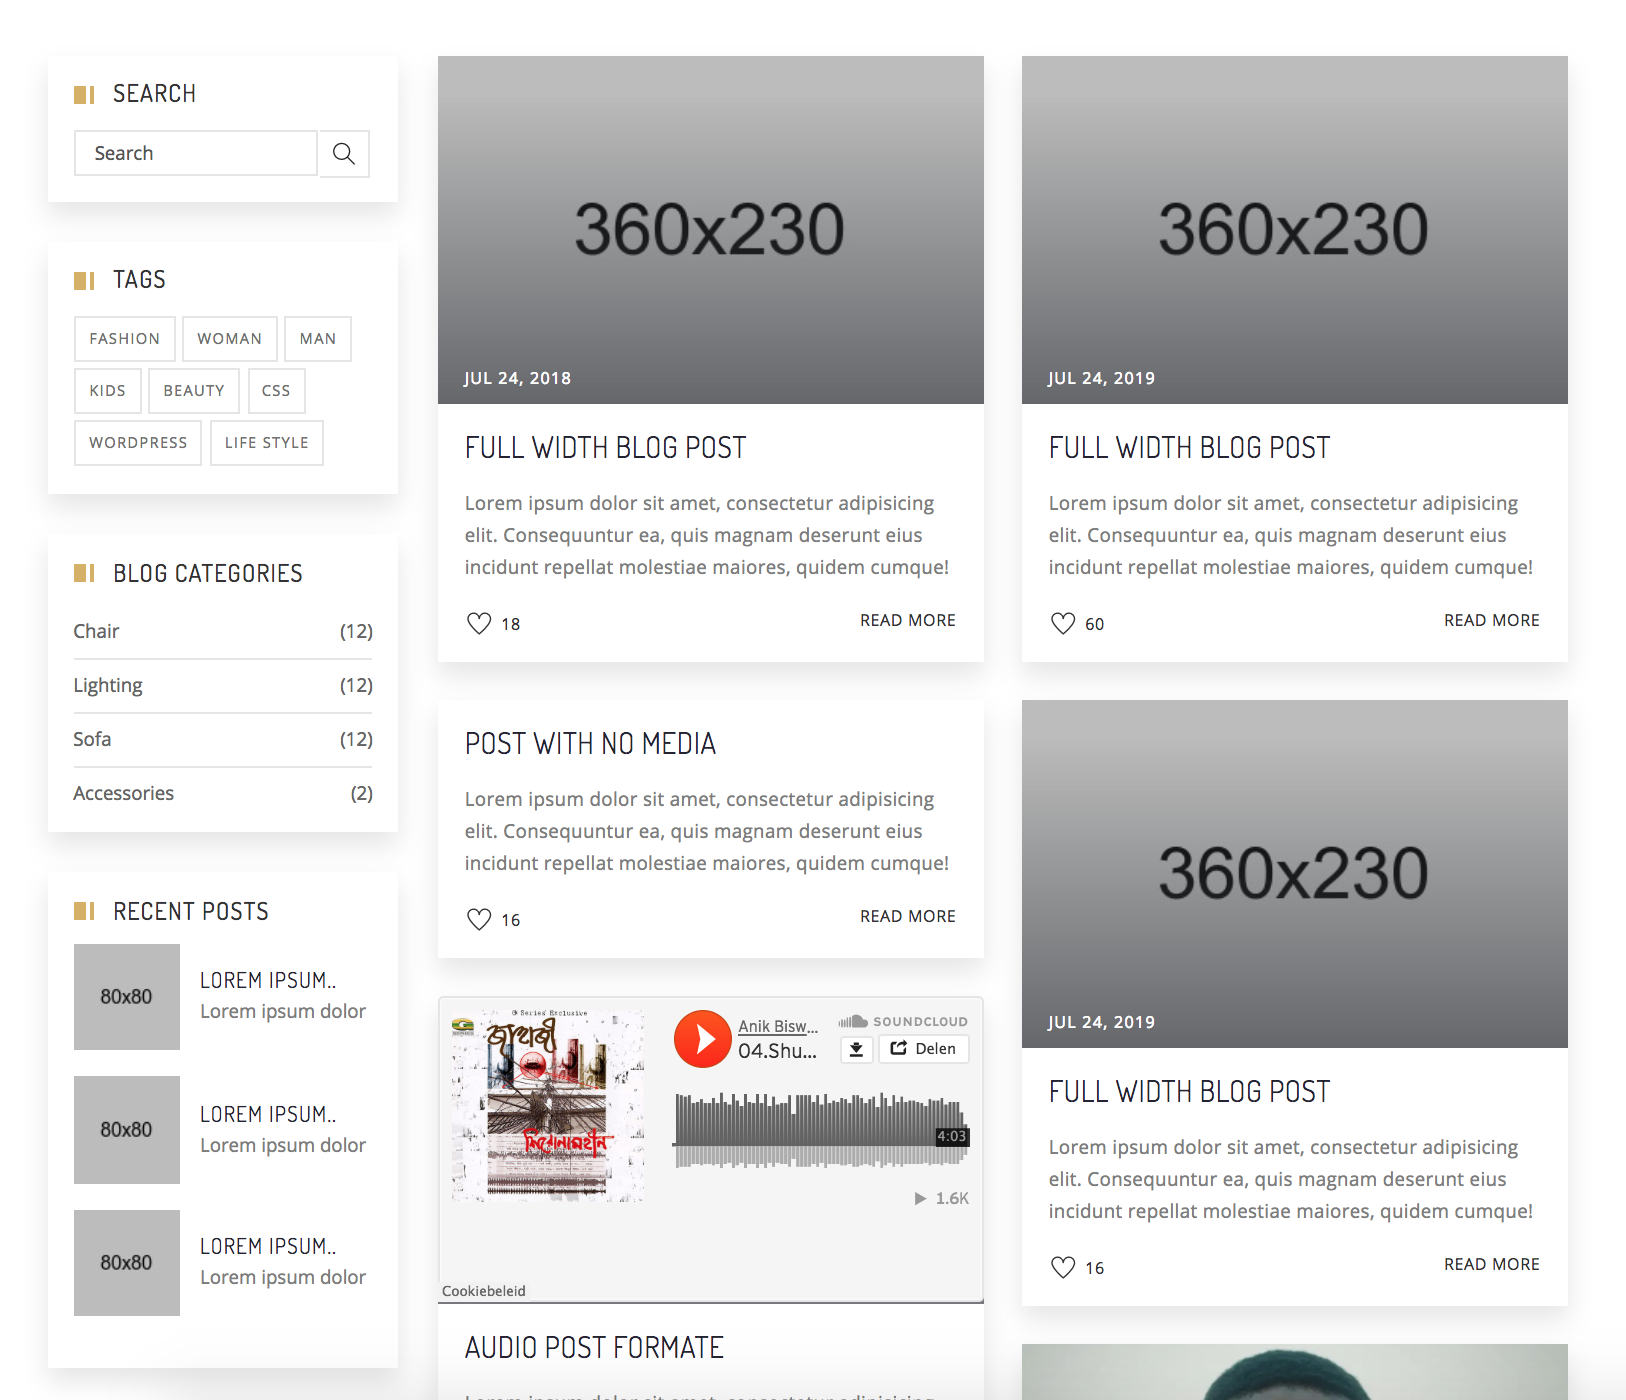 SEARCH
Search
TAGS
FASHION WOMAN MAN
KIDS BEAUTY CSS
WORDPRESS LIFE STYLE
BLOG CATEGORIES
Chair (12)
Lighting (12)
Sofa (12)
Accessories (2)
RECENT POSTS
80x80
LOREM IPSUM..
Lorem ipsum dolor
80x80
LOREM IPSUM..
Lorem ipsum dolor
80x80
LOREM IPSUM..
Lorem ipsum dolor
360x230
JUL 24, 2018
FULL WIDTH BLOG POST
Lorem ipsum dolor sit amet, consectetur adipisicing
elit. Consequuntur ea, quis magnam deserunt eius
incidunt repellat molestiae maiores, quidem cumque!
18 READ MORE
POST WITH NO MEDIA
Lorem ipsum dolor sit amet, consectetur adipisicing
elit. Consequuntur ea, quis magnam deserunt eius
incidunt repellat molestiae maiores, quidem cumque!
16 READ MORE
Series Exclusive
Anik Bisw...
04.Shu...
SOUNDCLOUD
Delen
4:03
1.6K
Cookiebeleid
AUDIO POST FORMATE
360x230
JUL 24, 2019
FULL WIDTH BLOG POST
Lorem ipsum dolor sit amet, consectetur adipisicing
elit. Consequuntur ea, quis magnam deserunt eius
incidunt repellat molestiae maiores, quidem cumque!
60 READ MORE
360x230
JUL 24, 2019
FULL WIDTH BLOG POST
Lorem ipsum dolor sit amet, consectetur adipisicing
elit. Consequuntur ea, quis magnam deserunt eius
incidunt repellat molestiae maiores, quidem cumque!
16 READ MORE